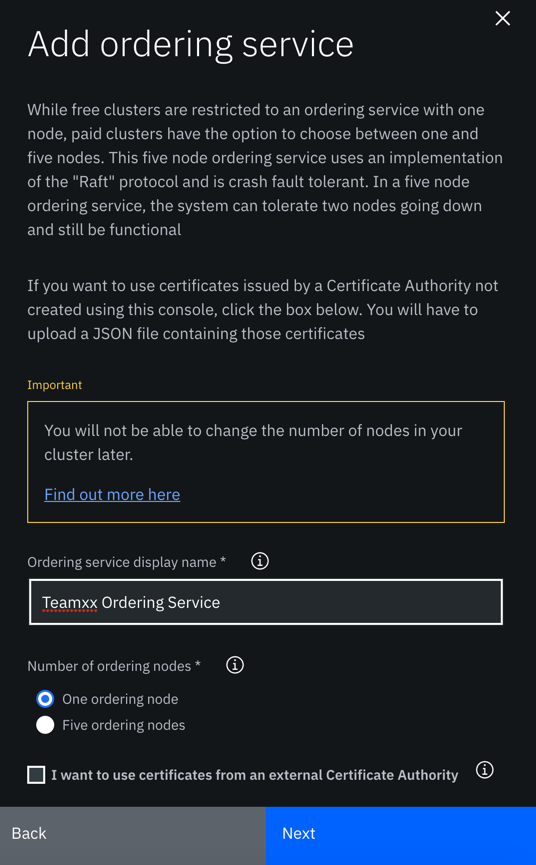 Add ordering service
While free clusters are restricted to an ordering service with one
node, paid clusters have the option to choose between one and
five nodes. This five node ordering service uses an implementation
of the "Raft" protocol and is crash fault tolerant. In a five node
ordering service, the system can tolerate two nodes going down
and still be functional
If you want to use certificates issued by a Certificate Authority not
created using this console, click the box below. You will have to
upload a JSON file containing those certificates
Important
You will not be able to change the number of nodes in your
cluster later.
Find out more here
Ordering service display name *
Teamxx Ordering Service
Number of ordering nodes *
One ordering node
Five ordering nodes
I want to use certificates from an external Certificate Authority
Back
Next